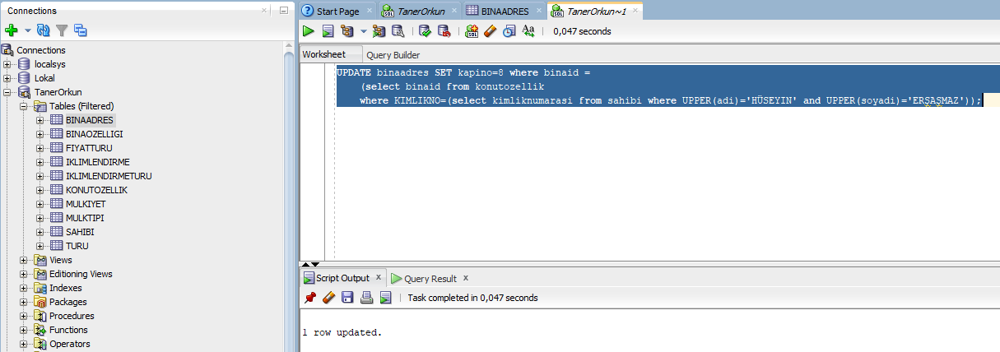 Connections
Start Page
TanerOrkun
BINAADRES
TanerOrkun~1
0,047 seconds
Worksheet
Query Builder
UPDATE binaadres SET kapino=8 where binaid =
(select binaid from konutozellik
where KIMLIKNO=(select kimliknumarasi from sahibi where UPPER(adi)='HÜSEYIN' and UPPER(soyadi)='ERŞAŞMAZ'));
Connections
localsys
Lokal
TanerOrkun
Tables (Filtered)
BINAADRES
BINAOZELLIGI
FIYATTURU
IKLIMLENDIRME
IKLIMLENDIRMETURU
KONUTOZELLIK
MULKIYET
MULKTIPI
SAHIBI
TURU
Views
Editioning Views
Indexes
Packages
Procedures
Functions
Operators
Script Output
Query Result
Task completed in 0,047 seconds
1 row updated.